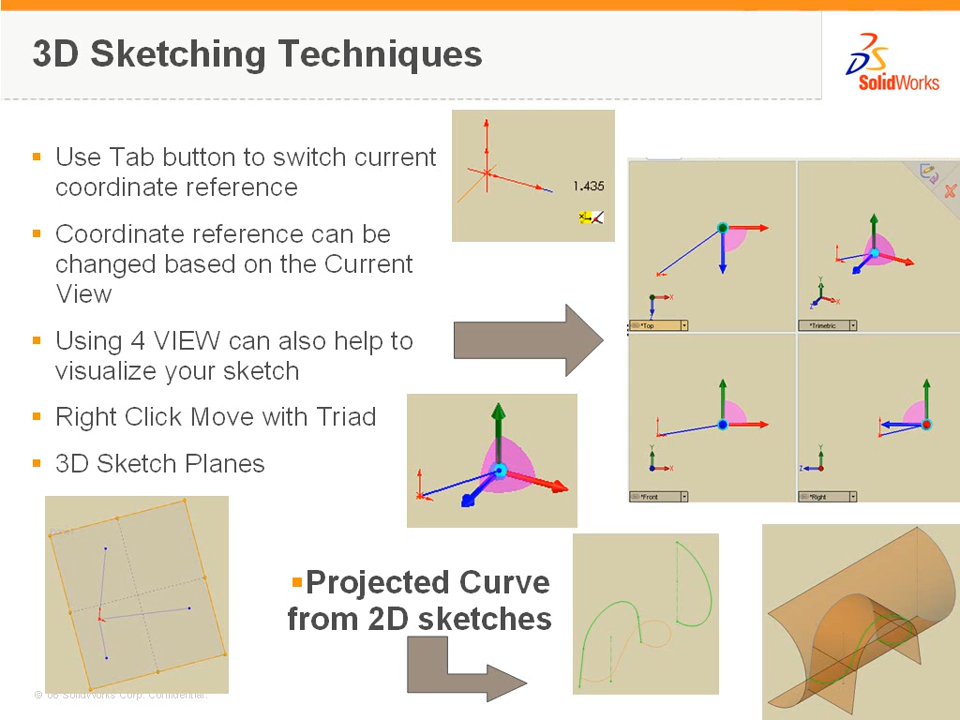 3D Sketching Techniques
SolidWorks
Use Tab button to switch current
coordinate reference
Coordinate reference can be
changed based on the Current
View
Using 4 VIEW can also help to
visualize your sketch
Right Click Move with Triad
3D Sketch Planes
1.435
X
*Top
Y
X
Z
*Trimetric
Y
X
*Front
Y
Z
*Right
Projected Curve
from 2D sketches
SolidWorks Corp. Confidential.